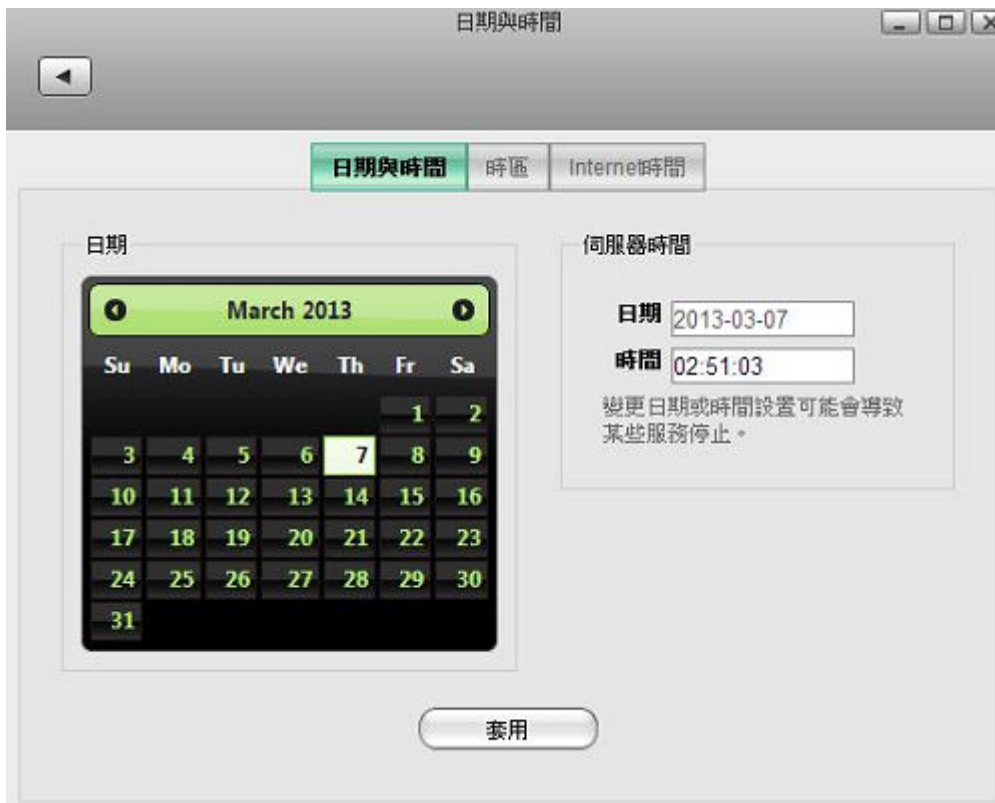 日期與時間
日期與時間 時區 Internet時間
日期
March 2013
Su Mo Tu We Th Fr Sa
1 2
3 4 5 6 7 8 9
10 11 12 13 14 15 16
17 18 19 20 21 22 23
24 25 26 27 28 29 30
31
伺服器時間
日期 2013-03-07
時間 02:51:03
變更日期或時間設置可能會導致
某些服務停止。
套用